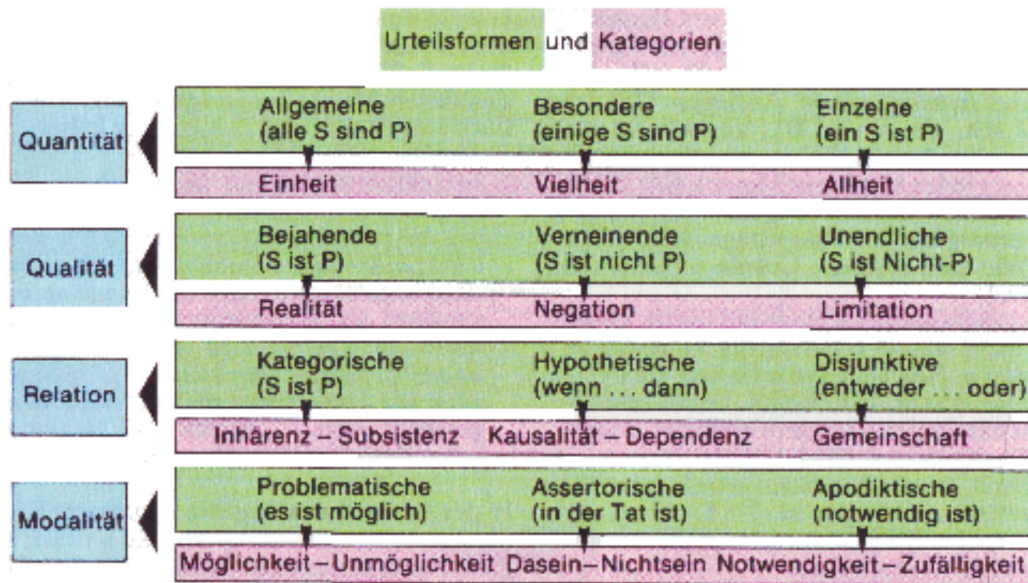 Urteilsformen und Kategorien
Quantität
Allgemeine Besondere Einzelne
(alle S sind P) (einige S sind P) (ein S ist P)
Einheit Vielheit Allheit
Qualität
Bejahende Verneinende Unendliche
(S ist P) (S ist nicht P) (S ist Nicht-P)
Realität Negation Limitation
Relation
Kategorische Hypothetische Disjunktive
(S ist P) (wenn ... dann) (entweder ... oder)
Inhärenz – Subsistenz Kausalität – Dependenz Gemeinschaft
Modalität
Problematische Assertorische Apodiktische
(es ist möglich) (in der Tat ist) (notwendig ist)
Möglichkeit – Unmöglichkeit Dasein – Nichtsein Notwendigkeit – Zufälligkeit